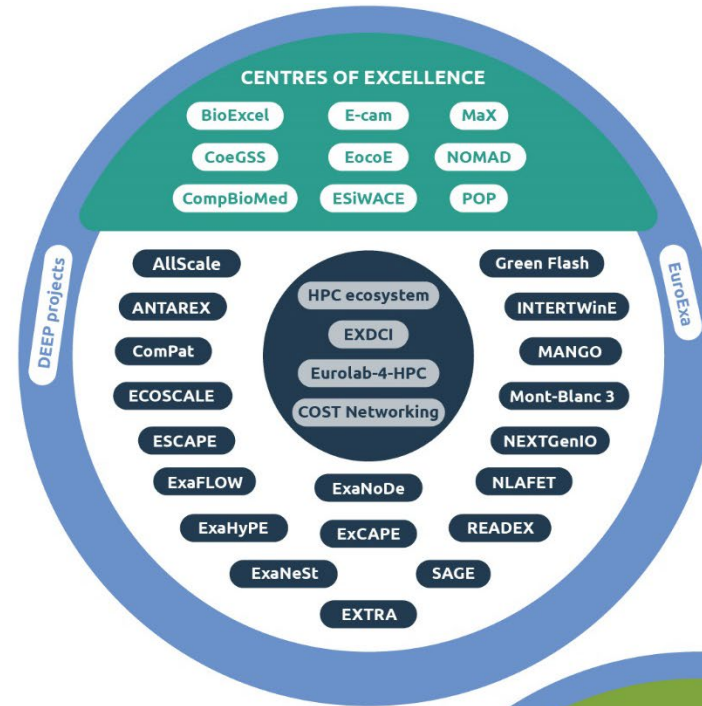 CENTRES OF EXCELLENCE
BioExcel
E-cam
MaX
CoeGSS
EocoE
NOMAD
CompBioMed
ESiWACE
POP
DEEP projects
EuroExa
AllScale
ANTAREX
ComPat
ECOSCALE
ESCAPE
ExaFLOW
ExaHyPE
ExaNeSt
HPC ecosystem
EXDCI
Eurolab-4-HPC
COST Networking
ExaNoDe
ExCAPE
EXTRA
Green Flash
INTERTWinE
MANGO
Mont-Blanc 3
NEXTGenIO
NLAFET
READEX
SAGE